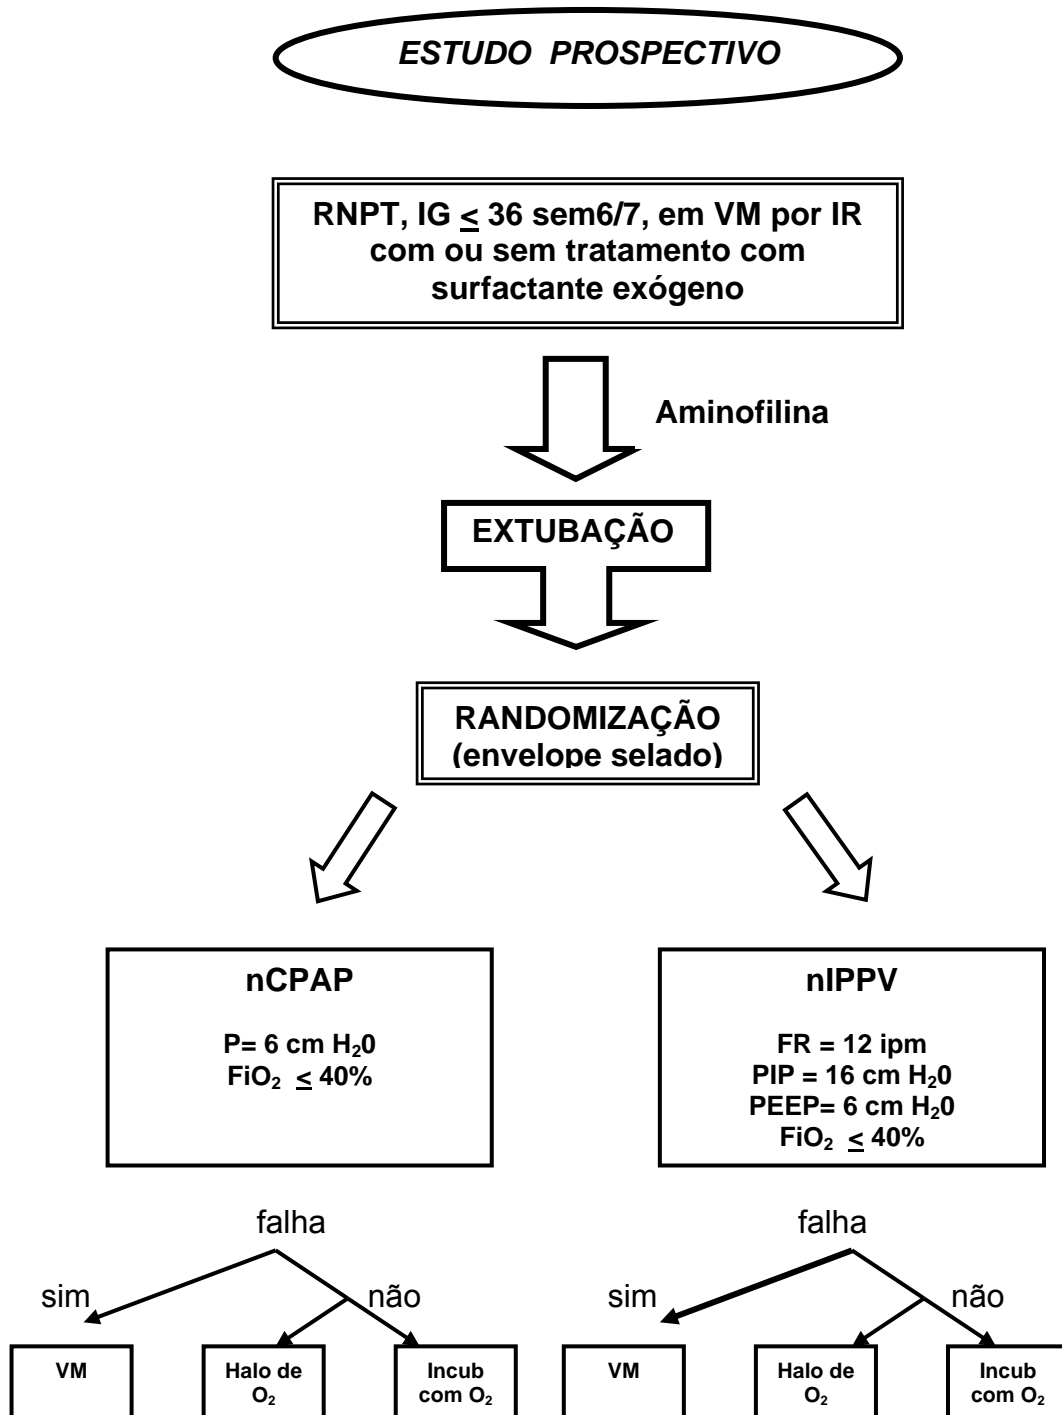 ESTUDO PROSPECTIVO
RNPT, IG < 36 sem6/7, em VM por IR
com ou sem tratamento com
surfactante exógeno
Aminofilina
EXTUBAÇÃO
RANDOMIZAÇÃO
(envelope selado)
nCPAP
P= 6 cm H₂0
FiO₂ ≤ 40%
nIPPV
FR = 12 ipm
PIP = 16 cm H₂0
PEEP= 6 cm H₂0
FiO₂ ≤ 40%
falha
sim
não
VM
Halo de
O₂
Incub
com O₂
falha
sim
não
VM
Halo de
O₂
Incub
com O₂